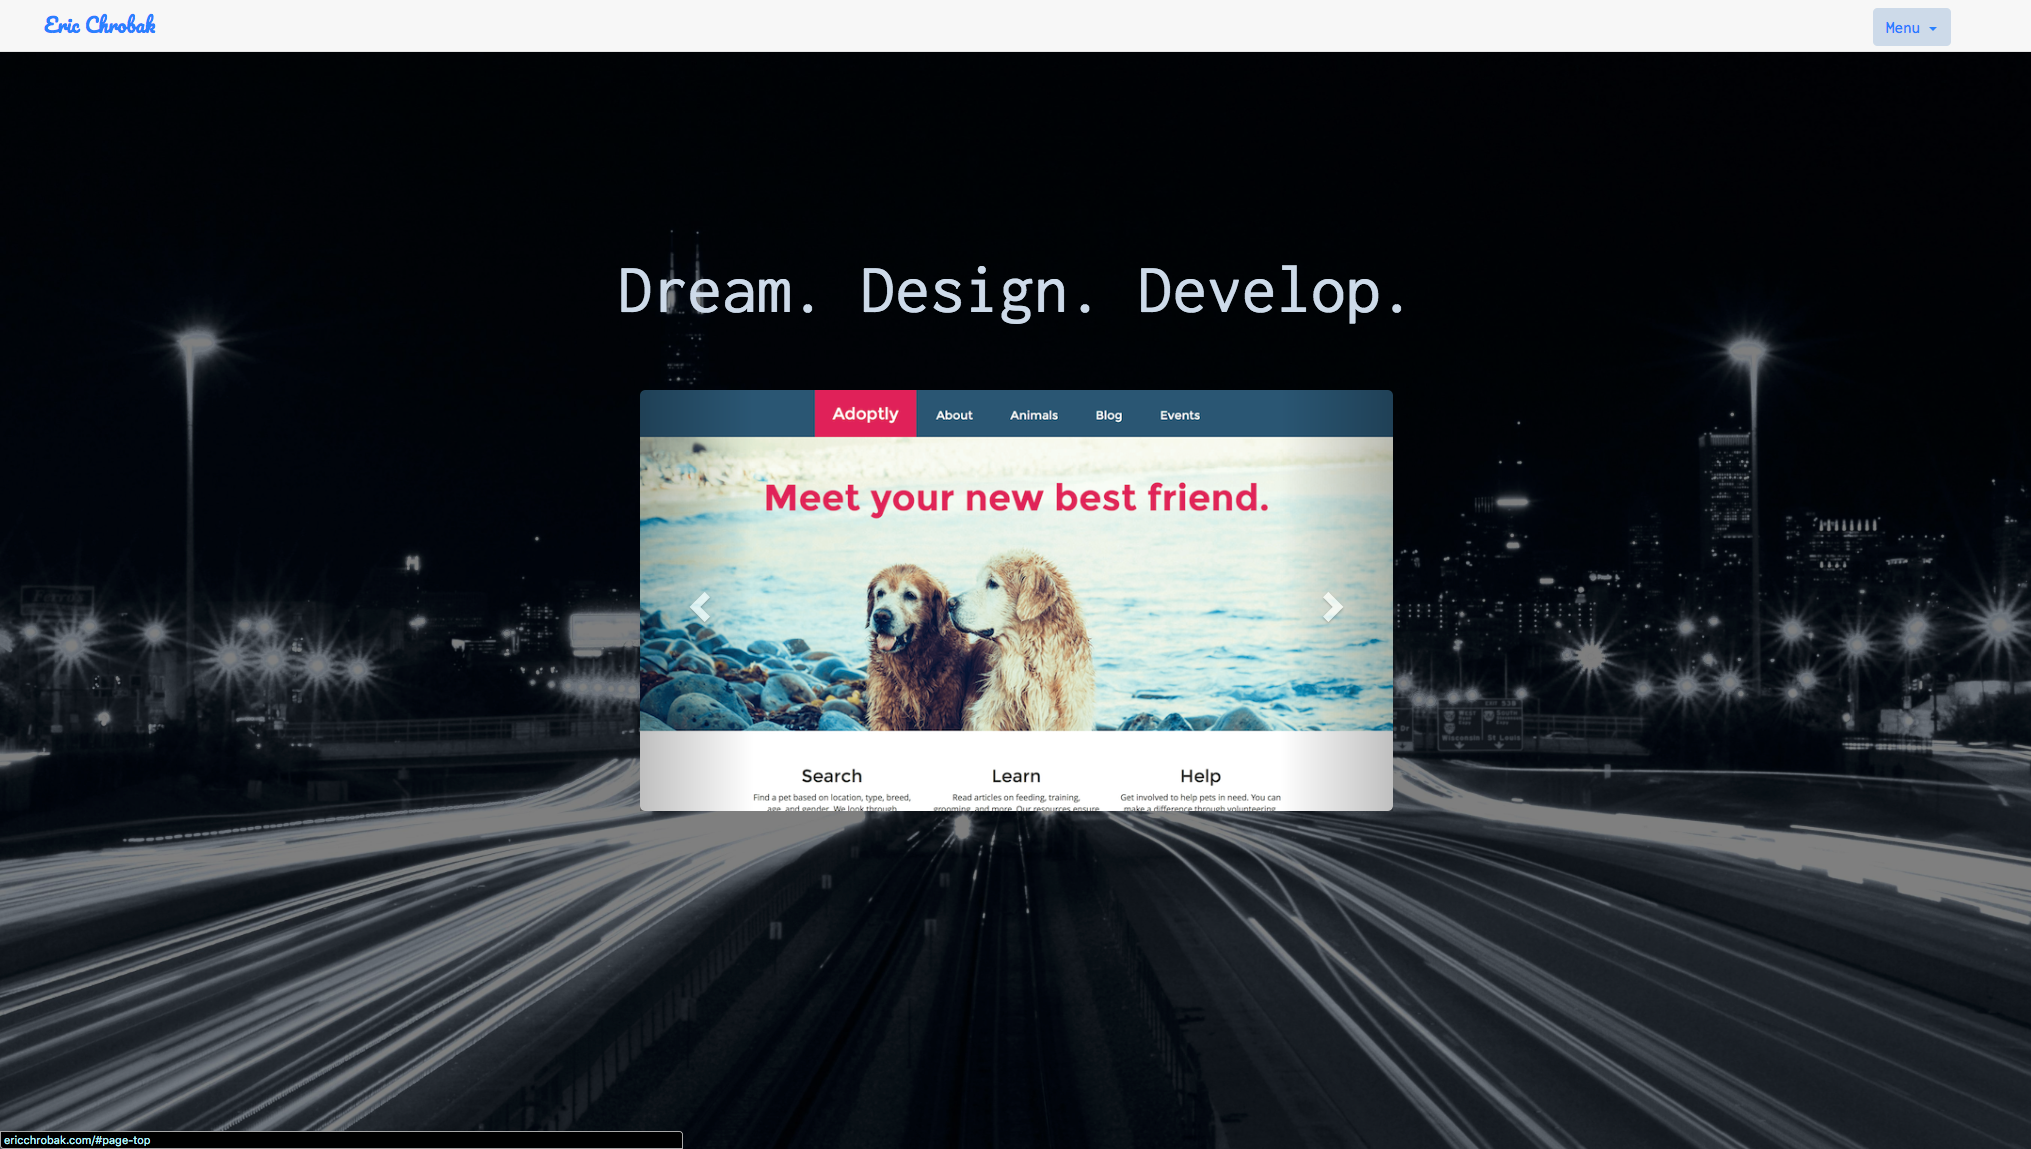 Eric Chrobak
Menu
Dream. Design. Develop.
Adoptly About Animals Blog Events
Meet your new best friend.
Search Learn Help
Find a pet based on location, type, breed,
age, and gender. We look through
Read articles on feeding, training,
grooming, and more. Our resources ensure
Get involved to help pets in need. You can
make a difference through volunteering
Wisconsin St Louis
ericchrobak.com/#page-top